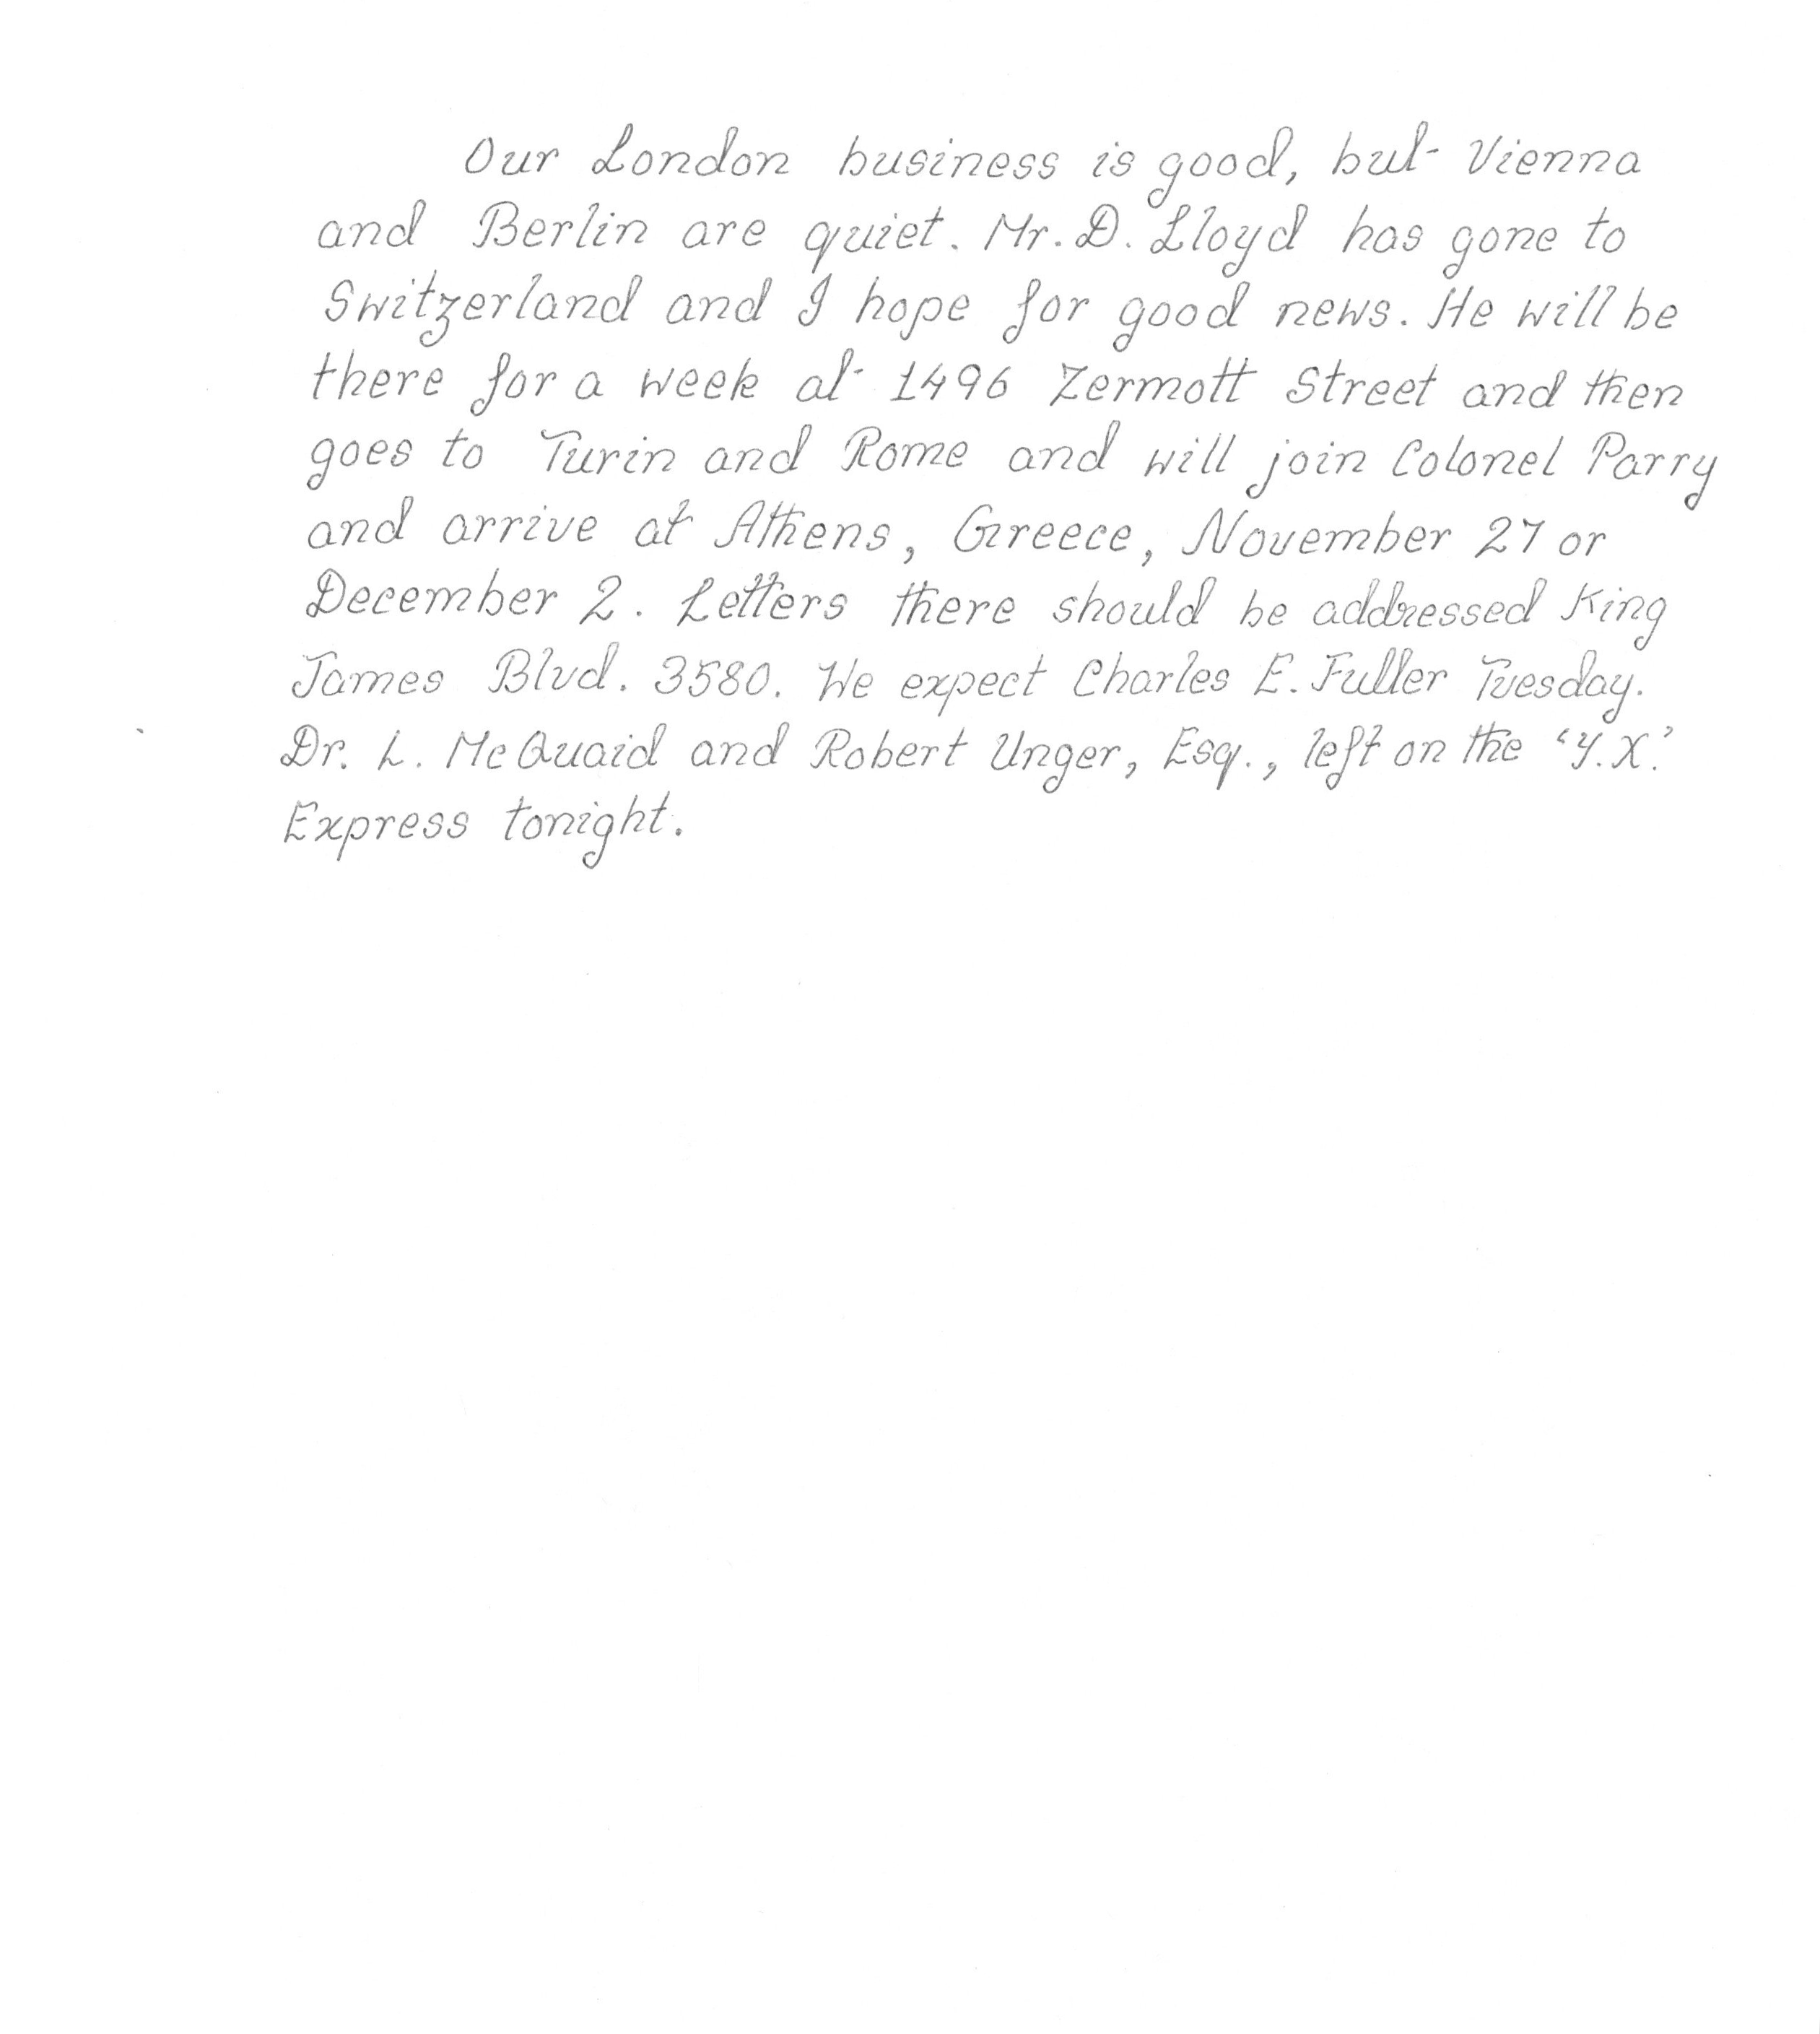 Our London business is good, but Vienna
and Berlin are quiet. Mr. D. Lloyd has gone to
Switzerland and I hope for good news. He will be
there for a week at 1496 Zermott Street and then
goes to Turin and Rome and will join Colonel Parry
and arrive at Athens, Greece, November 27 or
December 2. Letters there should be addressed King
James Blvd. 3580. We expect Charles E. Fuller Tuesday.
Dr. L. McQuaid and Robert Unger, Esq., left on the 'Y.X.'
Express tonight.